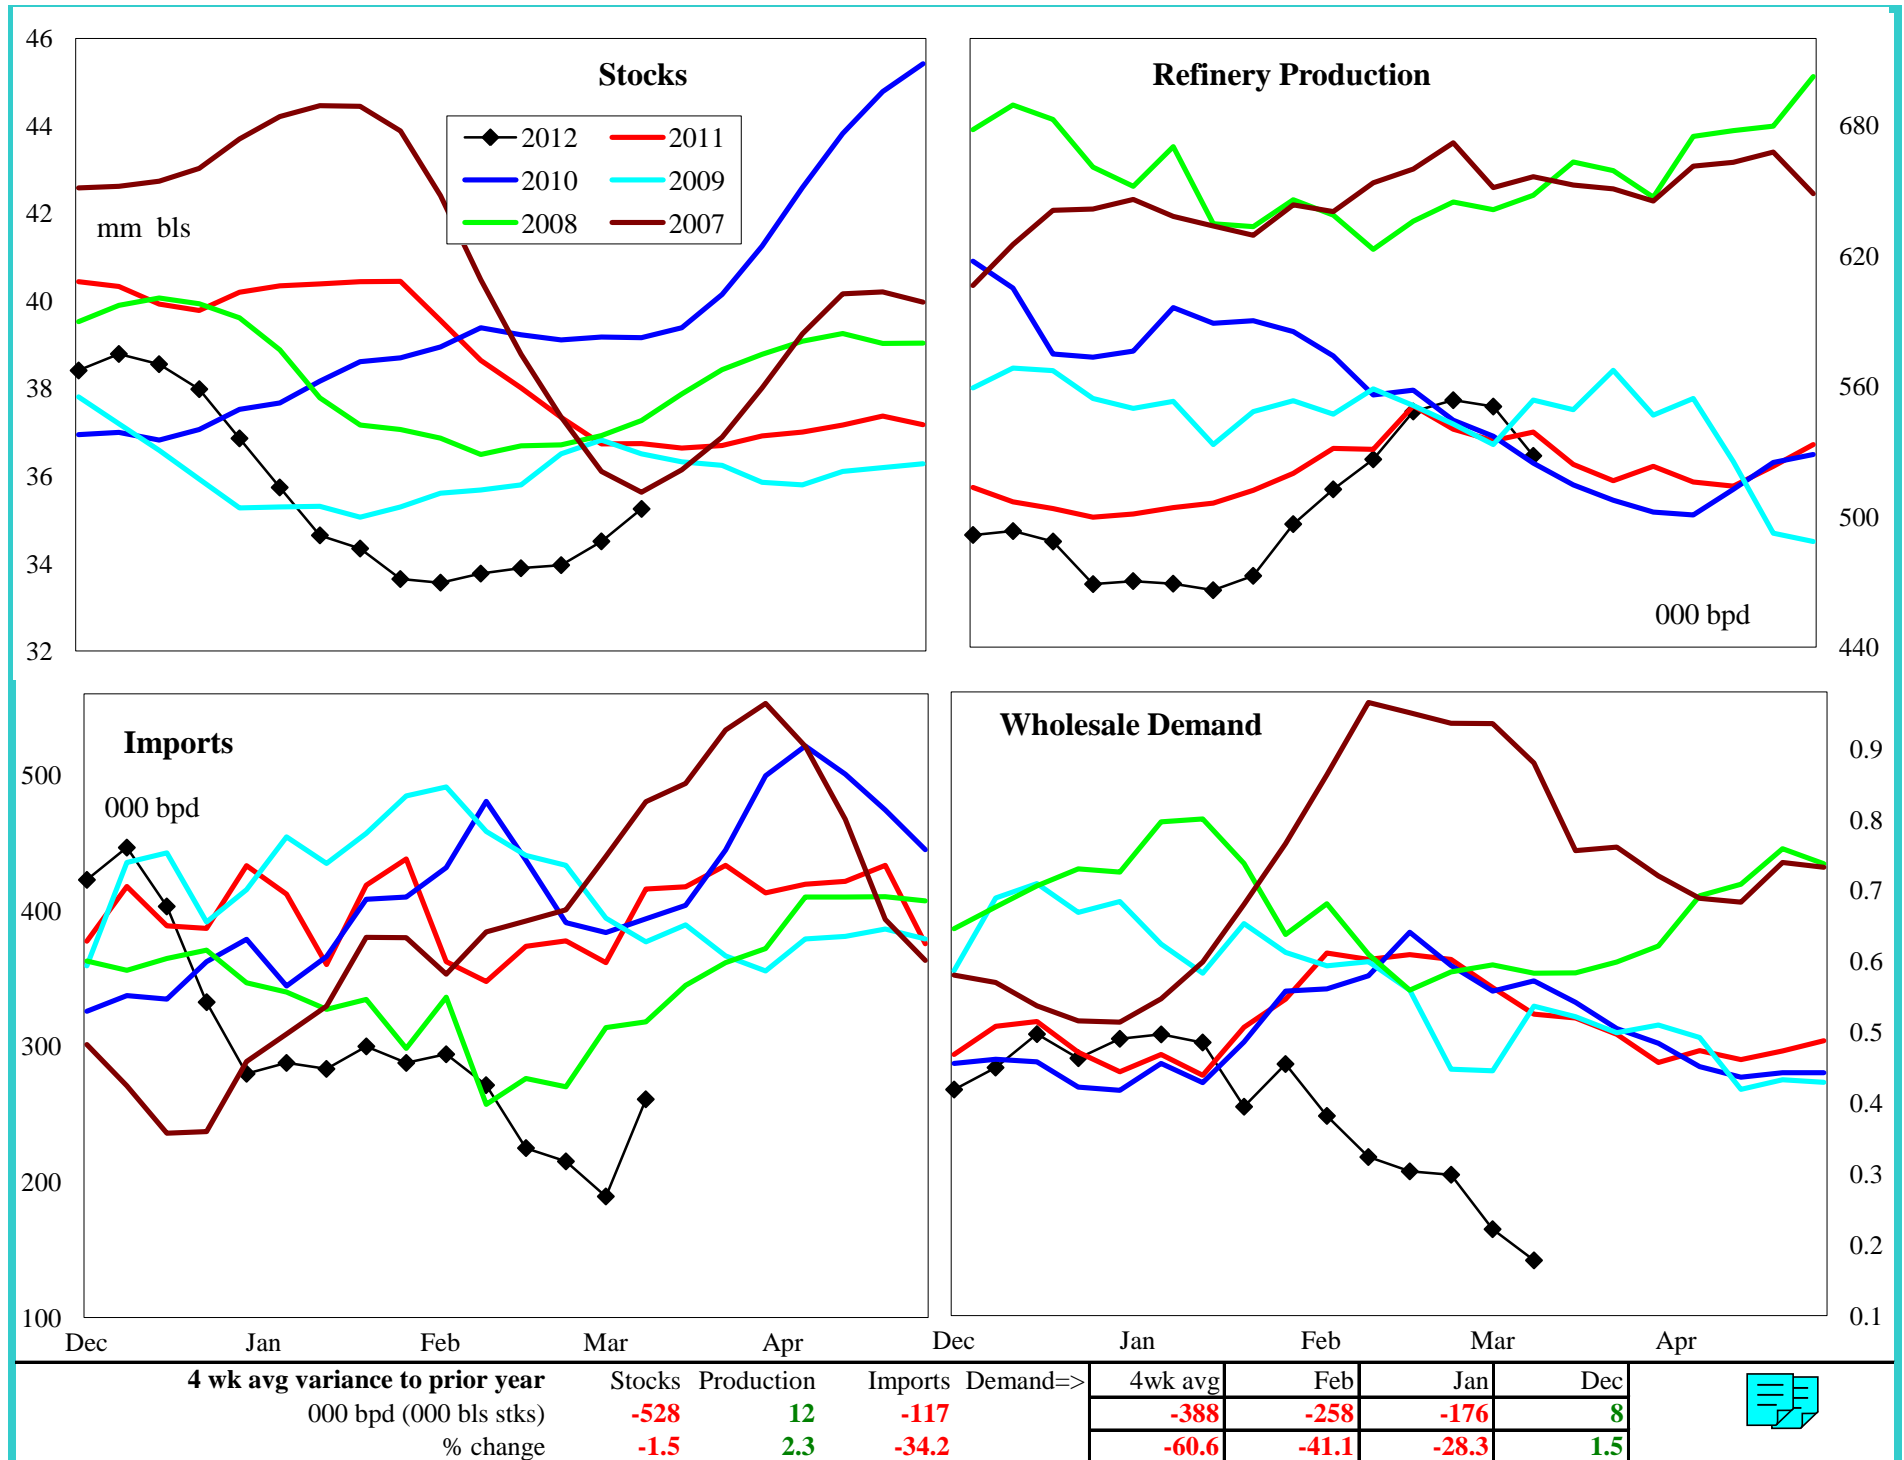 Stocks
46
44
42
40
38
36
34
32
mm bls
2012
2011
2010
2009
2008
2007
Refinery Production
680
620
560
500
440
000 bpd
Imports
000 bpd
500
400
300
200
100
Dec Jan Feb Mar Apr
Wholesale Demand
0.9
0.8
0.7
0.6
0.5
0.4
0.3
0.2
0.1
Dec Jan Feb Mar Apr
4 wk avg variance to prior year Stocks Production Imports Demand=> 4wk avg Feb Jan Dec
000 bpd (000 bls stks) -528 12 -117 -388 -258 -176 8
% change -1.5 2.3 -34.2 -60.6 -41.1 -28.3 1.5